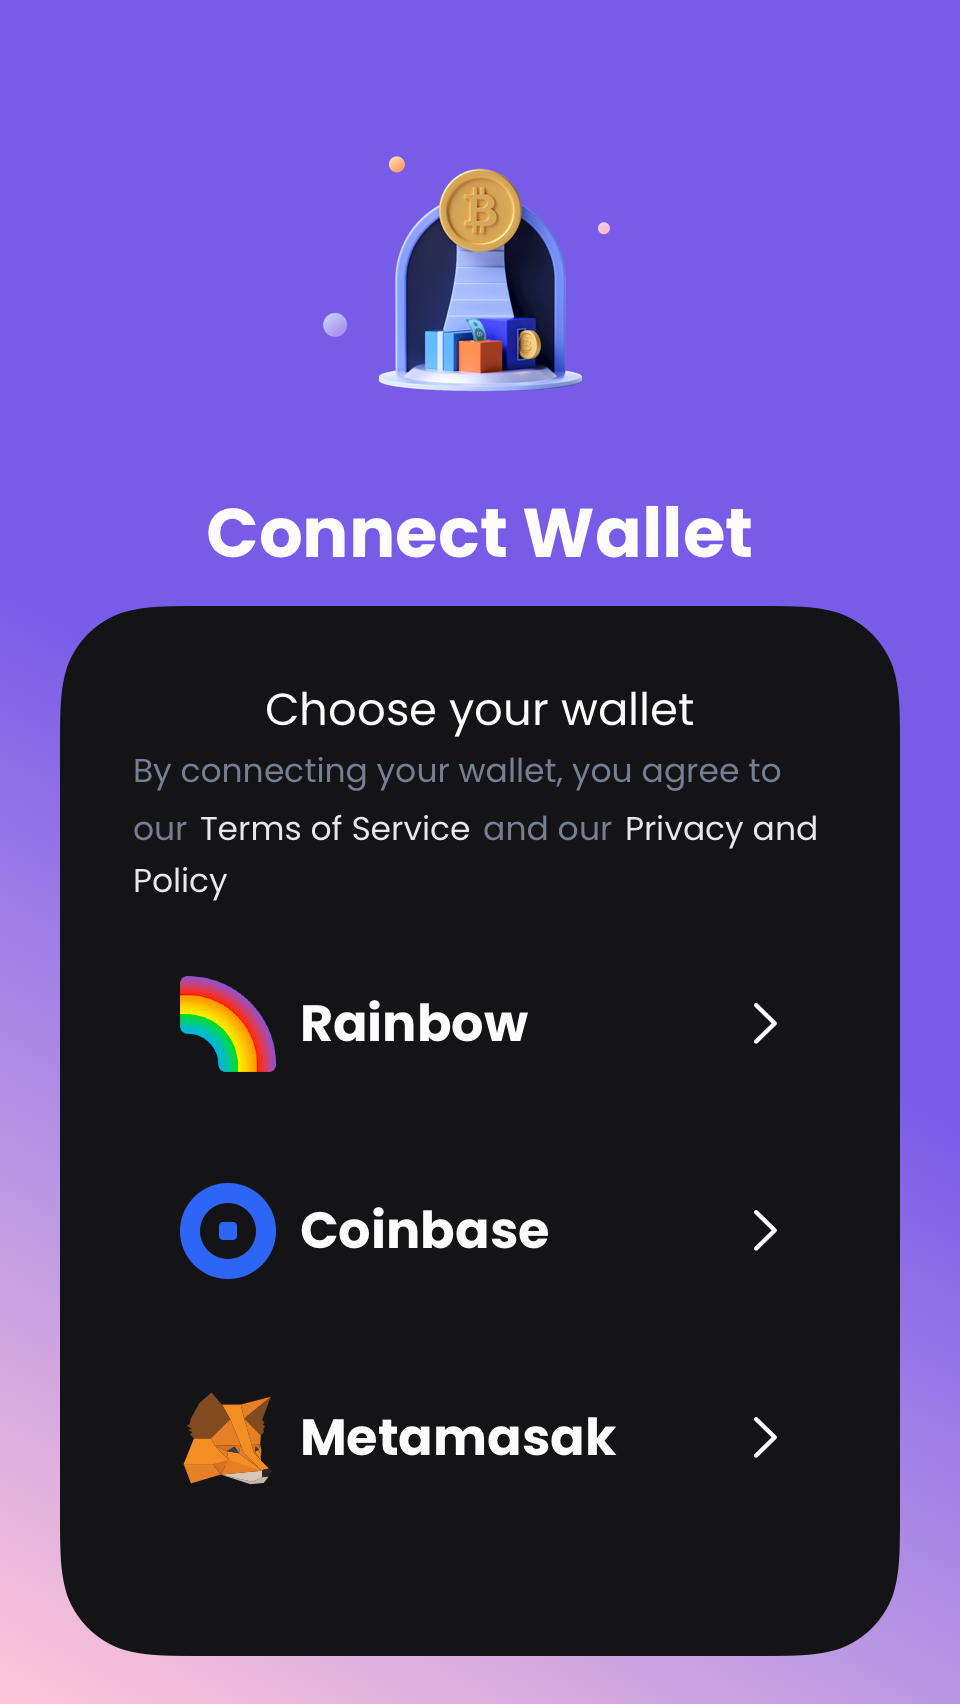 Connect Wallet
Choose your wallet
By connecting your wallet, you agree to
our Terms of Service and our Privacy and
Policy
Rainbow
Coinbase
Metamasak